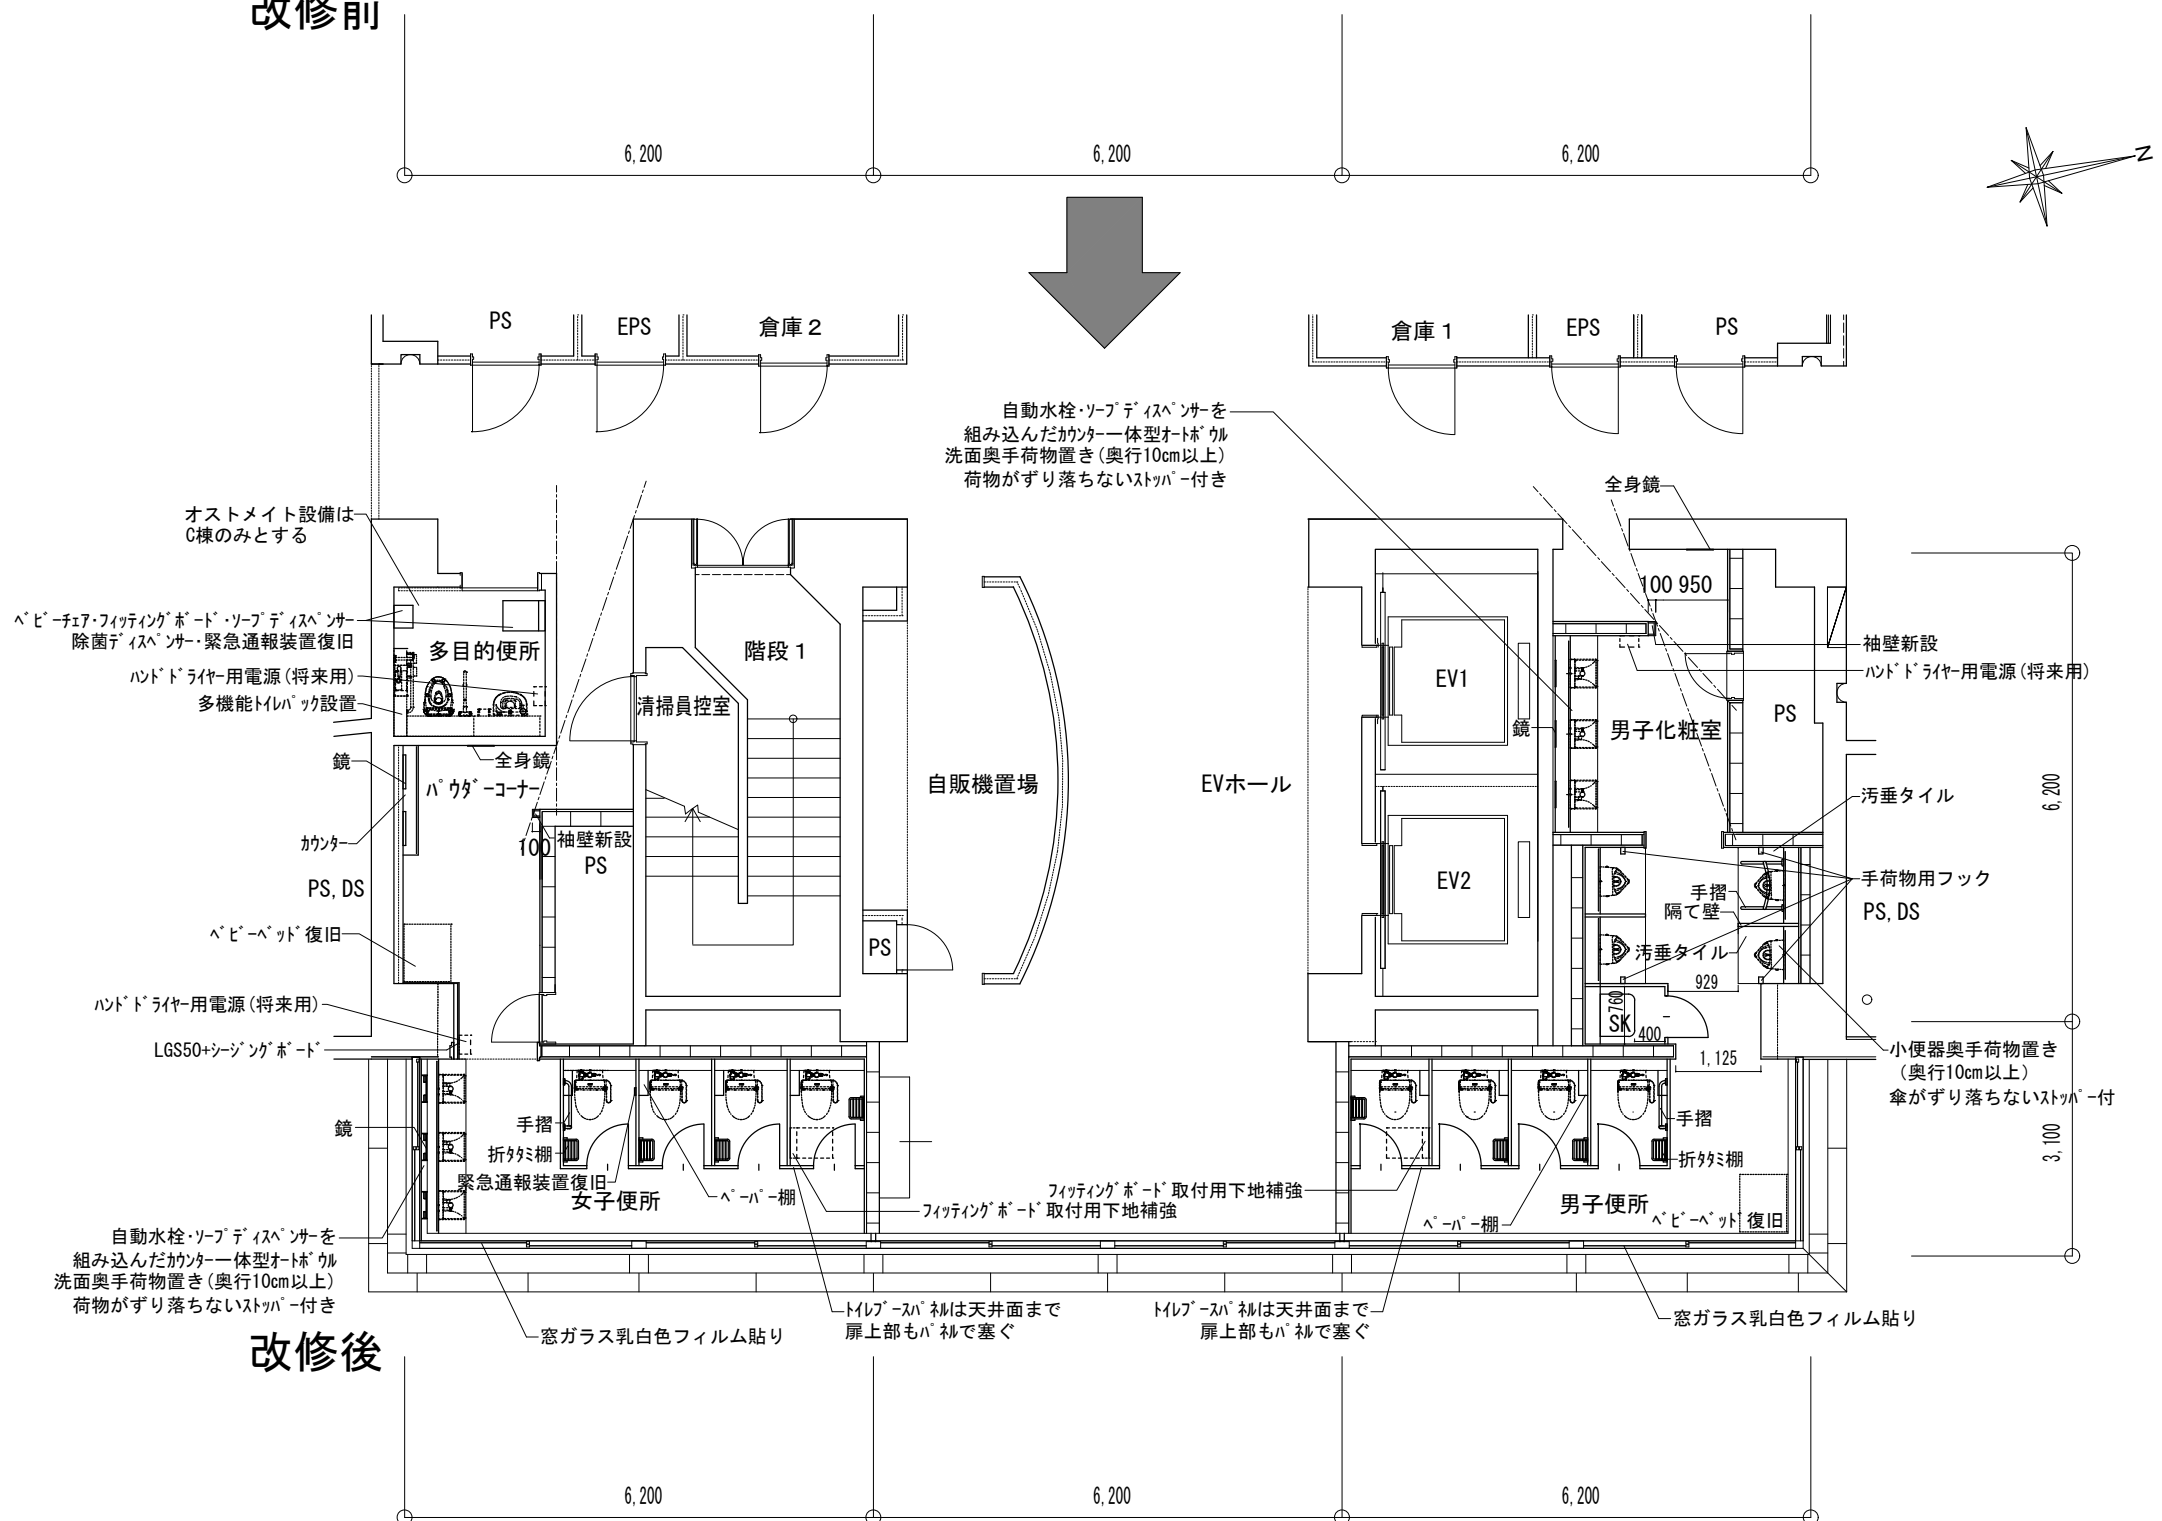 改修前
6,200
6,200
6,200
N
PS
EPS
倉庫２
倉庫１
EPS
PS
自動水栓・ｿｰﾌﾟﾃﾞｨｽﾍﾟﾝｻｰを
組み込んだｶｳﾝﾀｰ一体型ｵｰﾄﾎﾞｳﾙ
洗面奥手荷物置き(奥行10cm以上)
荷物がずり落ちないｽﾄｯﾊﾟｰ付き
全身鏡
オストメイト設備は
C棟のみとする
100 950
ﾍﾞﾋﾞｰﾁｪｱ・ﾌｨｯﾃｨﾝｸﾞﾎﾞｰﾄﾞ・ｿｰﾌﾟﾃﾞｨｽﾍﾟﾝｻｰ
除菌ﾃﾞｨｽﾍﾟﾝｻｰ・緊急通報装置復旧
多目的便所
階段１
袖壁新設
ﾊﾝﾄﾞﾄﾞﾗｲﾔｰ用電源(将来用)
ﾊﾝﾄﾞﾄﾞﾗｲﾔｰ用電源(将来用)
EV1
多機能ﾄｲﾚﾊﾟｯｸ設置
清掃員控室
PS
鏡
男子化粧室
鏡
全身鏡
ﾊﾟｳﾀﾞｰｺｰﾅｰ
自販機置場
EVホール
6,200
汚垂タイル
ｶｳﾝﾀｰ
100
袖壁新設
PS
PS,DS
EV2
手荷物用フック
手摺
隔て壁
PS,DS
ﾍﾞﾋﾞｰﾍﾞｯﾄﾞ復旧
PS
汚垂タイル
929
ﾊﾝﾄﾞﾄﾞﾗｲﾔｰ用電源(将来用)
760
SK
400
LGS50+ｼｰｼﾞﾝｸﾞﾎﾞｰﾄﾞ
1,125
小便器奥手荷物置き
(奥行10cm以上)
傘がずり落ちないｽﾄｯﾊﾟｰ付
鏡
手摺
手摺
3,100
折ﾀﾀﾐ棚
折ﾀﾀﾐ棚
緊急通報装置復旧
女子便所
ﾍﾟｰﾊﾟｰ棚
ﾌｨｯﾃｨﾝｸﾞﾎﾞｰﾄﾞ取付用下地補強
ﾌｨｯﾃｨﾝｸﾞﾎﾞｰﾄﾞ取付用下地補強
男子便所
ﾍﾟｰﾊﾟｰ棚
ﾍﾞﾋﾞｰﾍﾞｯﾄﾞ復旧
自動水栓・ｿｰﾌﾟﾃﾞｨｽﾍﾟﾝｻｰを
組み込んだｶｳﾝﾀｰ一体型ｵｰﾄﾎﾞｳﾙ
洗面奥手荷物置き(奥行10cm以上)
荷物がずり落ちないｽﾄｯﾊﾟｰ付き
ﾄｲﾚﾌﾞｰｽﾊﾟﾈﾙは天井面まで
扉上部もﾊﾟﾈﾙで塞ぐ
ﾄｲﾚﾌﾞｰｽﾊﾟﾈﾙは天井面まで
扉上部もﾊﾟﾈﾙで塞ぐ
窓ガラス乳白色フィルム貼り
窓ガラス乳白色フィルム貼り
改修後
6,200
6,200
6,200